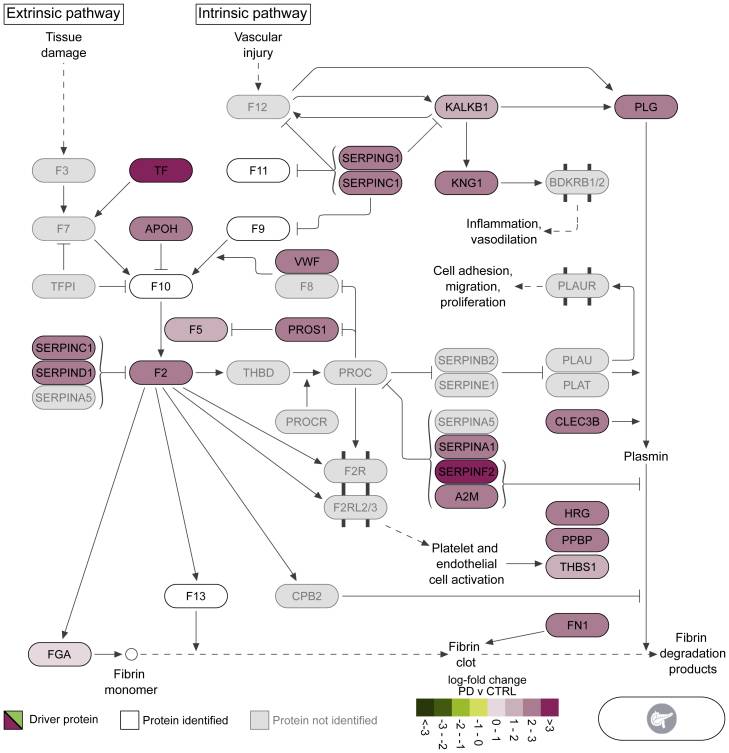 Extrinsic pathway
Intrinsic pathway
Tissue
damage
Vascular
injury
F12
KALKB1
PLG
F3
TF
F11
SERPING1
SERPINC1
KNG1
BDKRB1/2
F7
APOH
F9
Inflammation,
vasodilation
VWF
TFPI
F10
F8
Cell adhesion,
migration,
proliferation
PLAUR
F5
PROS1
SERPINC1
SERPIND1
SERPINA5
F2
THBD
PROC
SERPINB2
SERPINE1
PLAU
PLAT
PROCR
SERPINA5
SERPINA1
SERPINF2
A2M
CLEC3B
Plasmin
F2R
F2RL2/3
HRG
PPBP
THBS1
Platelet and
endothelial
cell activation
F13
CPB2
FN1
FGA
Fibrin
monomer
Fibrin
clot
Fibrin
degradation
products
log-fold change
PD v CTRL
Driver protein
Protein identified
Protein not identified
<-3
-3 - -2
-2 - -1
-1 - 0
0 - 1
1 - 2
2 - 3
>3